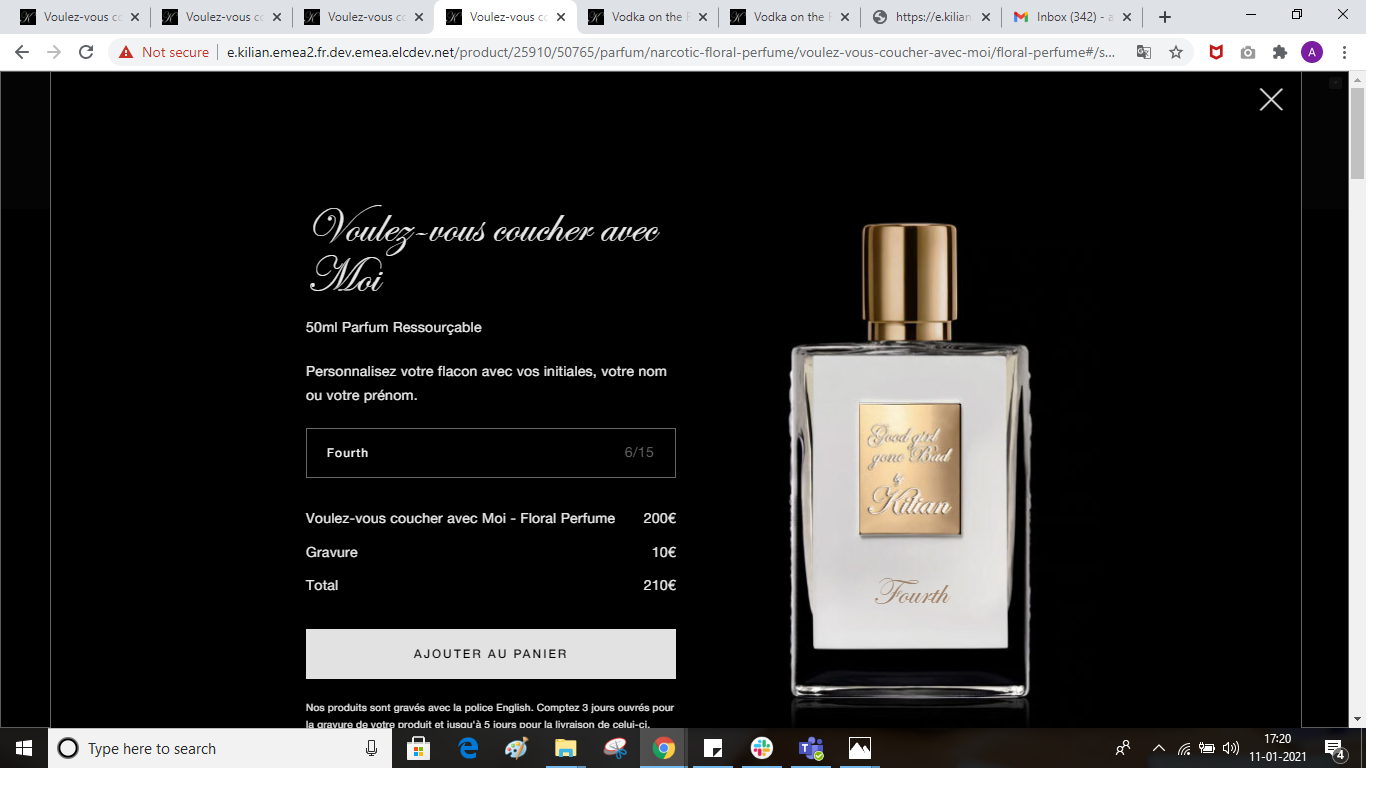 Voulez-vous co
Voulez-vous co
Voulez-vous co
Voulez-vous co
Vodka on the R
Vodka on the R
https://e.kilian.
Inbox (342) - a
Not secure
e.kilian.emea2.fr.dev.emea.elcdev.net/product/25910/50765/parfum/narcotic-floral-perfume/voulez-vous-coucher-avec-moi/floral-perfume#/s...
A
Voulez-vous coucher avec
Moi
50ml Parfum Ressourçable
Personnalisez votre flacon avec vos initiales, votre nom
ou votre prénom.
Fourth 6/15
Voulez-vous coucher avec Moi - Floral Perfume 200€
Gravure 10€
Total 210€
AJOUTER AU PANIER
Nos produits sont gravés avec la police English. Comptez 3 jours ouvrés pour
la gravure de votre produit et jusqu'à 5 jours pour la livraison de celui-ci.
Good girl
gone Bad
by
Kilian
Fourth
Type here to search
17:20
11-01-2021
4